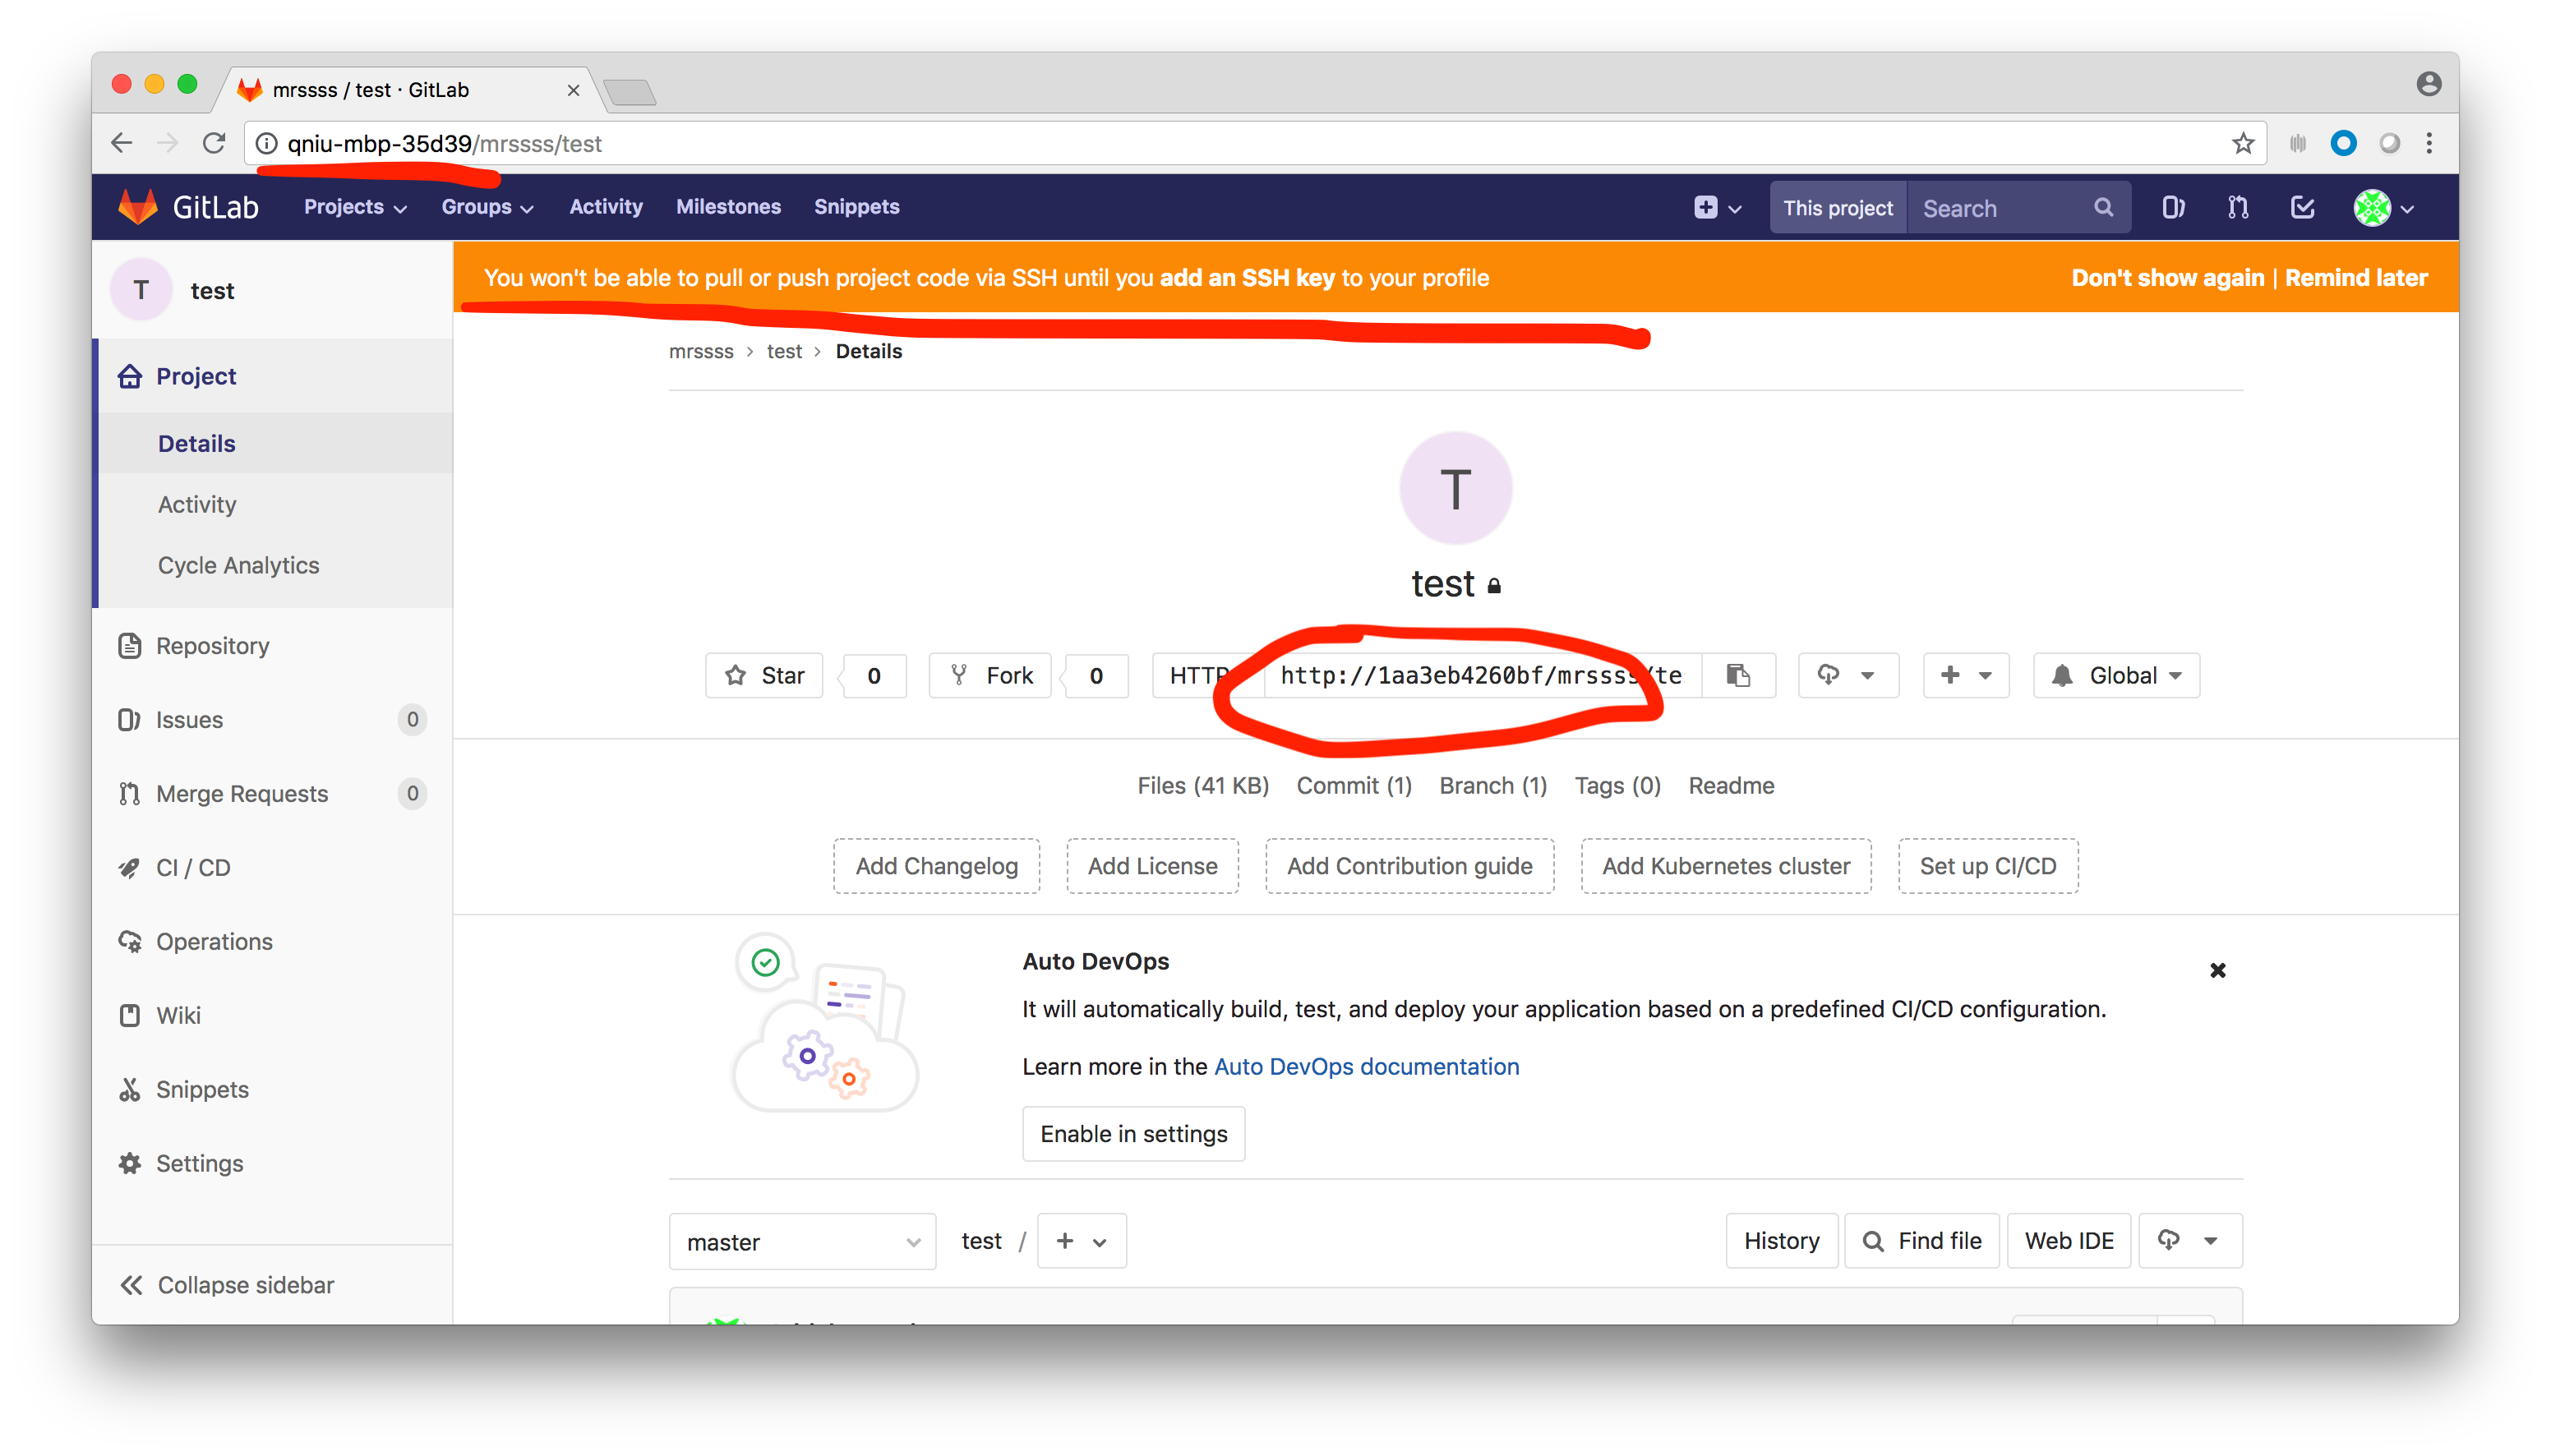 mrssss / test · GitLab
qniu-mbp-35d39/mrssss/test
GitLab Projects Groups Activity Milestones Snippets This project Search
T test
You won't be able to pull or push project code via SSH until you add an SSH key to your profile Don't show again | Remind later
mrssss > test > Details
Project
Details
Activity
Cycle Analytics
Repository
Issues 0
Merge Requests 0
CI / CD
Operations
Wiki
Snippets
Settings
Collapse sidebar
T
test
Star 0 Fork 0 HTTP http://1aa3eb4260bf/mrssss/te Global
Files (41 KB) Commit (1) Branch (1) Tags (0) Readme
Add Changelog Add License Add Contribution guide Add Kubernetes cluster Set up CI/CD
Auto DevOps
It will automatically build, test, and deploy your application based on a predefined CI/CD configuration.
Learn more in the Auto DevOps documentation
Enable in settings
master test / + History Find file Web IDE